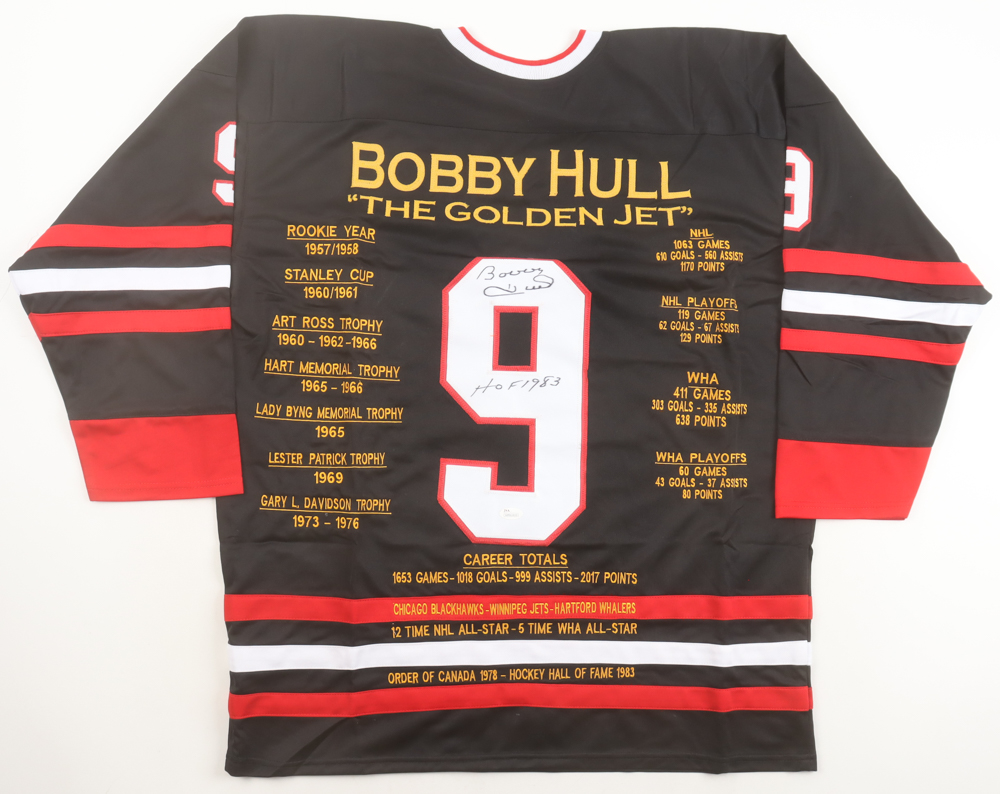 BOBBY HULL
"THE GOLDEN JET"
9
9
ROOKIE YEAR
1957/1958
STANLEY CUP
1960/1961
ART ROSS TROPHY
1960 - 1962 - 1966
HART MEMORIAL TROPHY
1965 - 1966
LADY BYNG MEMORIAL TROPHY
1965
LESTER PATRICK TROPHY
1969
GARY L. DAVIDSON TROPHY
1973 - 1976
9
Bobby Hull
HOF 1983
NHL
1063 GAMES
610 GOALS - 560 ASSISTS
1170 POINTS
NHL PLAYOFFS
119 GAMES
62 GOALS - 67 ASSISTS
129 POINTS
WHA
411 GAMES
303 GOALS - 335 ASSISTS
638 POINTS
WHA PLAYOFFS
60 GAMES
43 GOALS - 37 ASSISTS
80 POINTS
CAREER TOTALS
1653 GAMES - 1018 GOALS - 999 ASSISTS - 2017 POINTS
CHICAGO BLACKHAWKS - WINNIPEG JETS - HARTFORD WHALERS
12 TIME NHL ALL-STAR - 5 TIME WHA ALL-STAR
ORDER OF CANADA 1978 - HOCKEY HALL OF FAME 1983